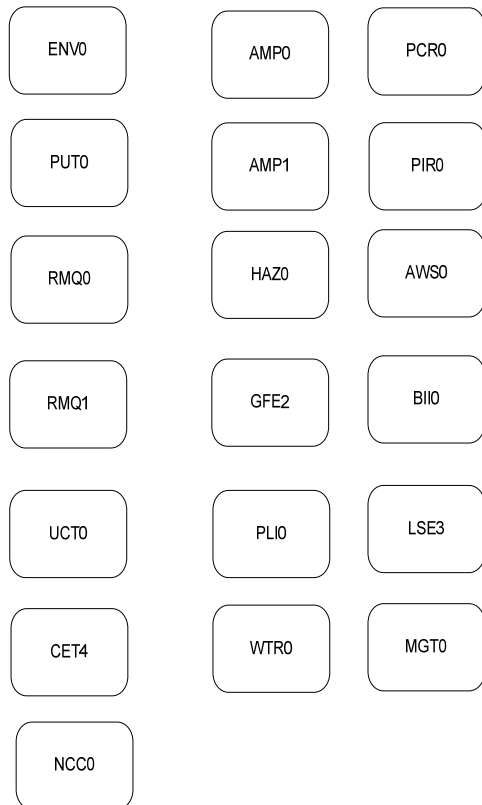 ENV0
AMP0
PCR0
PUT0
AMP1
PIR0
RMQ0
HAZ0
AWS0
RMQ1
GFE2
BII0
UCT0
PLI0
LSE3
CET4
WTR0
MGT0
NCC0